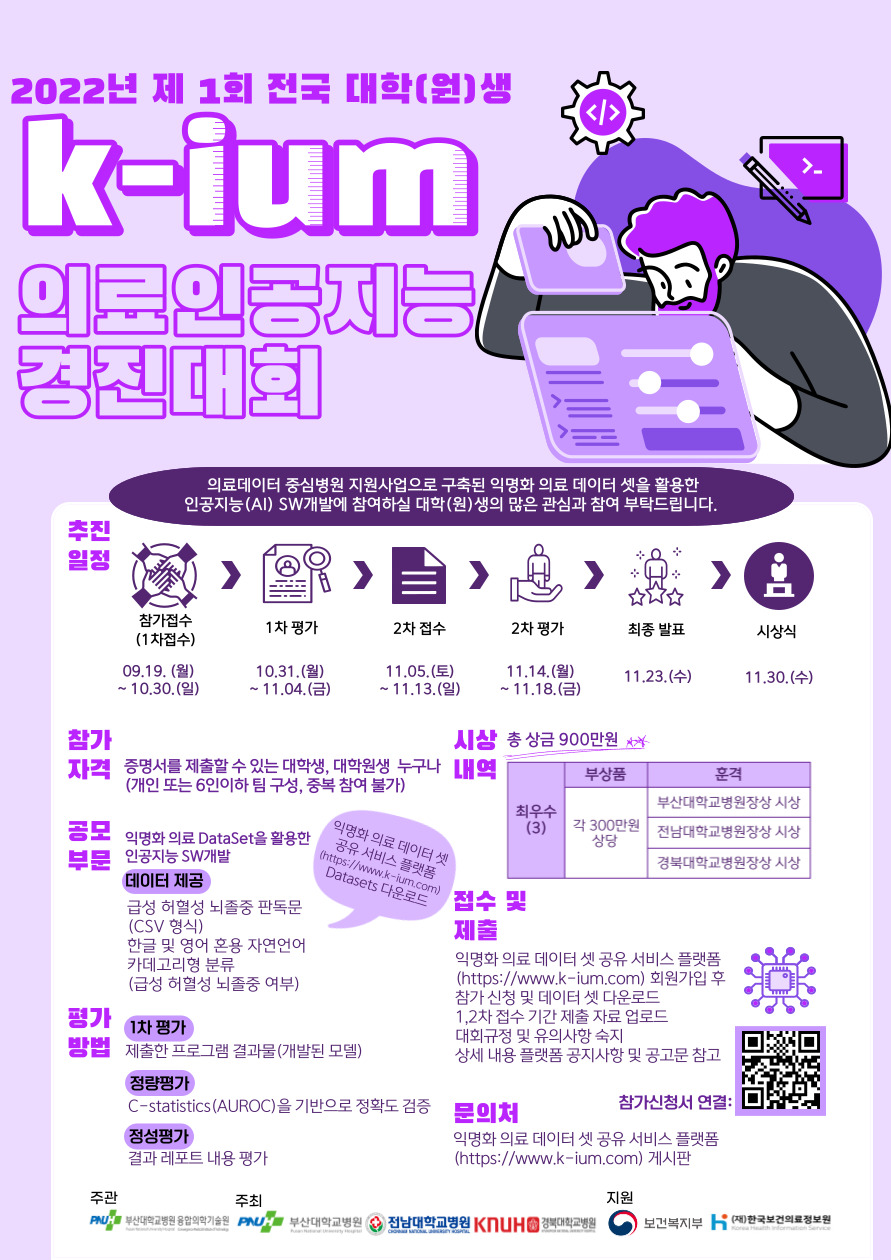 2022년 제 1회 전국 대학(원)생
k-ium
의료인공지능
경진대회
의료데이터 중심병원 지원사업으로 구축된 익명화 의료 데이터 셋을 활용한
인공지능(AI) SW개발에 참여하실 대학(원)생의 많은 관심과 참여 부탁드립니다.
추진
일정
참가접수
(1차접수)
09.19. (월)
~ 10.30.(일)
1차 평가
10.31.(월)
~ 11.04.(금)
2차 접수
11.05.(토)
~ 11.13.(일)
2차 평가
11.14.(월)
~ 11.18.(금)
최종 발표
11.23.(수)
시상식
11.30.(수)
참가
자격
증명서를 제출할 수 있는 대학생, 대학원생 누구나
(개인 또는 6인이하 팀 구성, 중복 참여 불가)
공모
부문
익명화 의료 DataSet을 활용한
인공지능 SW개발
데이터 제공
급성 허혈성 뇌졸중 판독문
(CSV 형식)
한글 및 영어 혼용 자연언어
카데고리형 분류
(급성 허혈성 뇌졸중 여부)
익명화 의료 데이터 셋
공유 서비스 플랫폼
(https://www.k-ium.com)
Datasets 다운로드
평가
방법
1차 평가
제출한 프로그램 결과물(개발된 모델)
정량평가
C-statistics(AUROC)을 기반으로 정확도 검증
정성평가
결과 레포트 내용 평가
시상
내역
총 상금 900만원
부상품 훈격
최우수
(3)
각 300만원
상당
부산대학교병원장상 시상
전남대학교병원장상 시상
경북대학교병원장상 시상
접수 및
제출
익명화 의료 데이터 셋 공유 서비스 플랫폼
(https://www.k-ium.com) 회원가입 후
참가 신청 및 데이터 셋 다운로드
1,2차 접수 기간 제출 자료 업로드
대회규정 및 유의사항 숙지
상세 내용 플랫폼 공지사항 및 공고문 참고
참가신청서 연결:
문의처
익명화 의료 데이터 셋 공유 서비스 플랫폼
(https://www.k-ium.com) 게시판
주관
PNUH 부산대학교병원 융합의학기술원
주최
PNUH 부산대학교병원
Pusan National University Hospital
전남대학교병원
CHONNAM NATIONAL UNIVERSITY HOSPITAL
KNUH 경북대학교병원
지원
보건복지부
(재)한국보건의료정보원
Korea Health Information Service